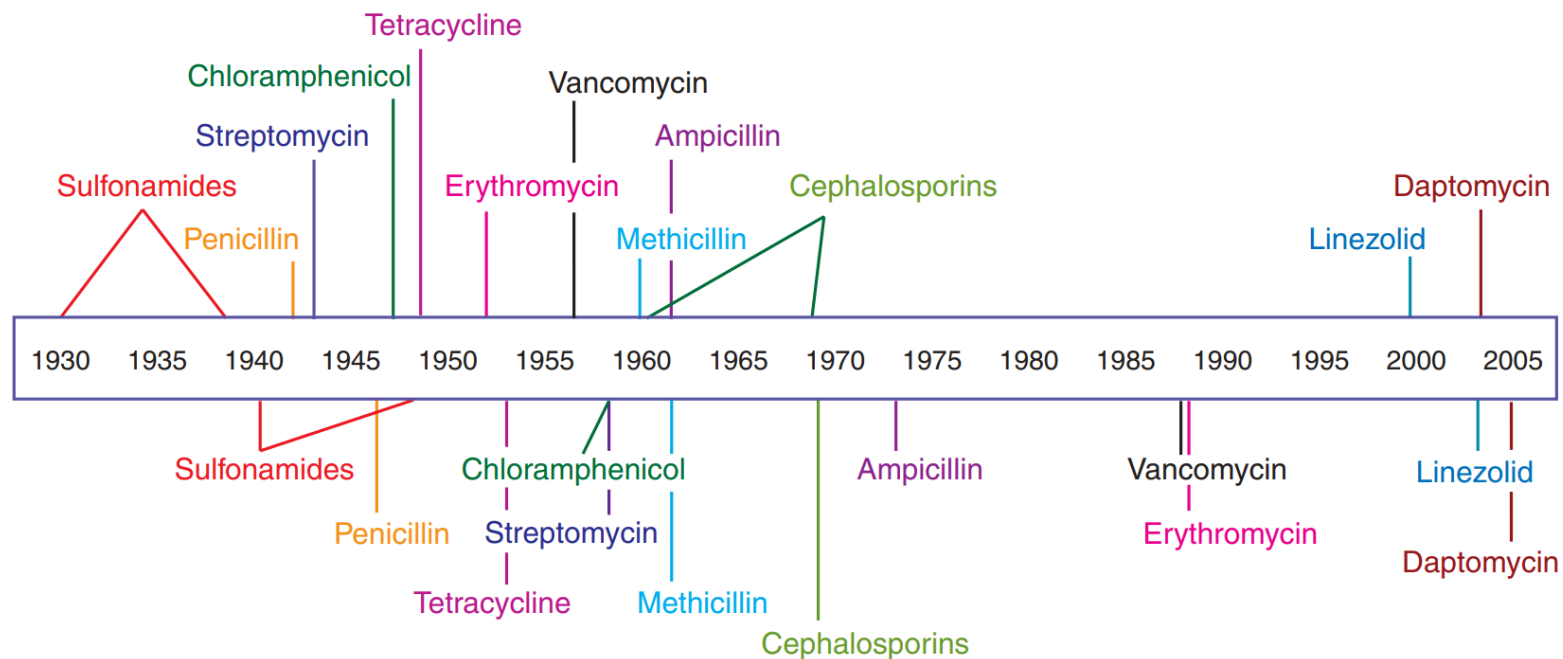 Tetracycline
Chloramphenicol
Vancomycin
Streptomycin
Ampicillin
Sulfonamides
Erythromycin
Cephalosporins
Daptomycin
Penicillin
Methicillin
Linezolid
1930 1935 1940 1945 1950 1955 1960 1965 1970 1975 1980 1985 1990 1995 2000 2005
Sulfonamides
Chloramphenicol
Ampicillin
Vancomycin
Linezolid
Penicillin
Streptomycin
Erythromycin
Daptomycin
Tetracycline
Methicillin
Cephalosporins